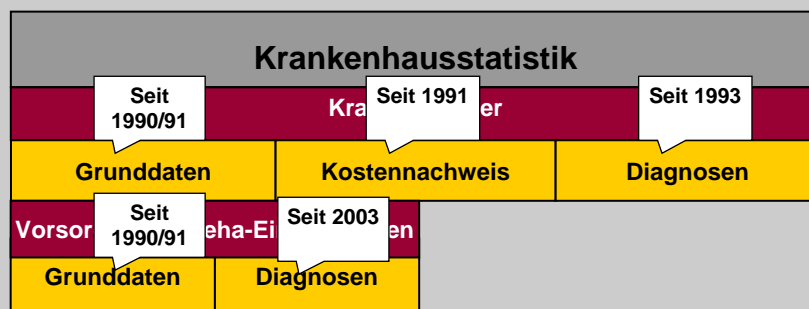 Krankenhausstatistik
Seit
1990/91
Seit 1991
Seit 1993
Grunddaten
Kostennachweis
Diagnosen
Seit
1990/91
Seit 2003
Grunddaten
Diagnosen